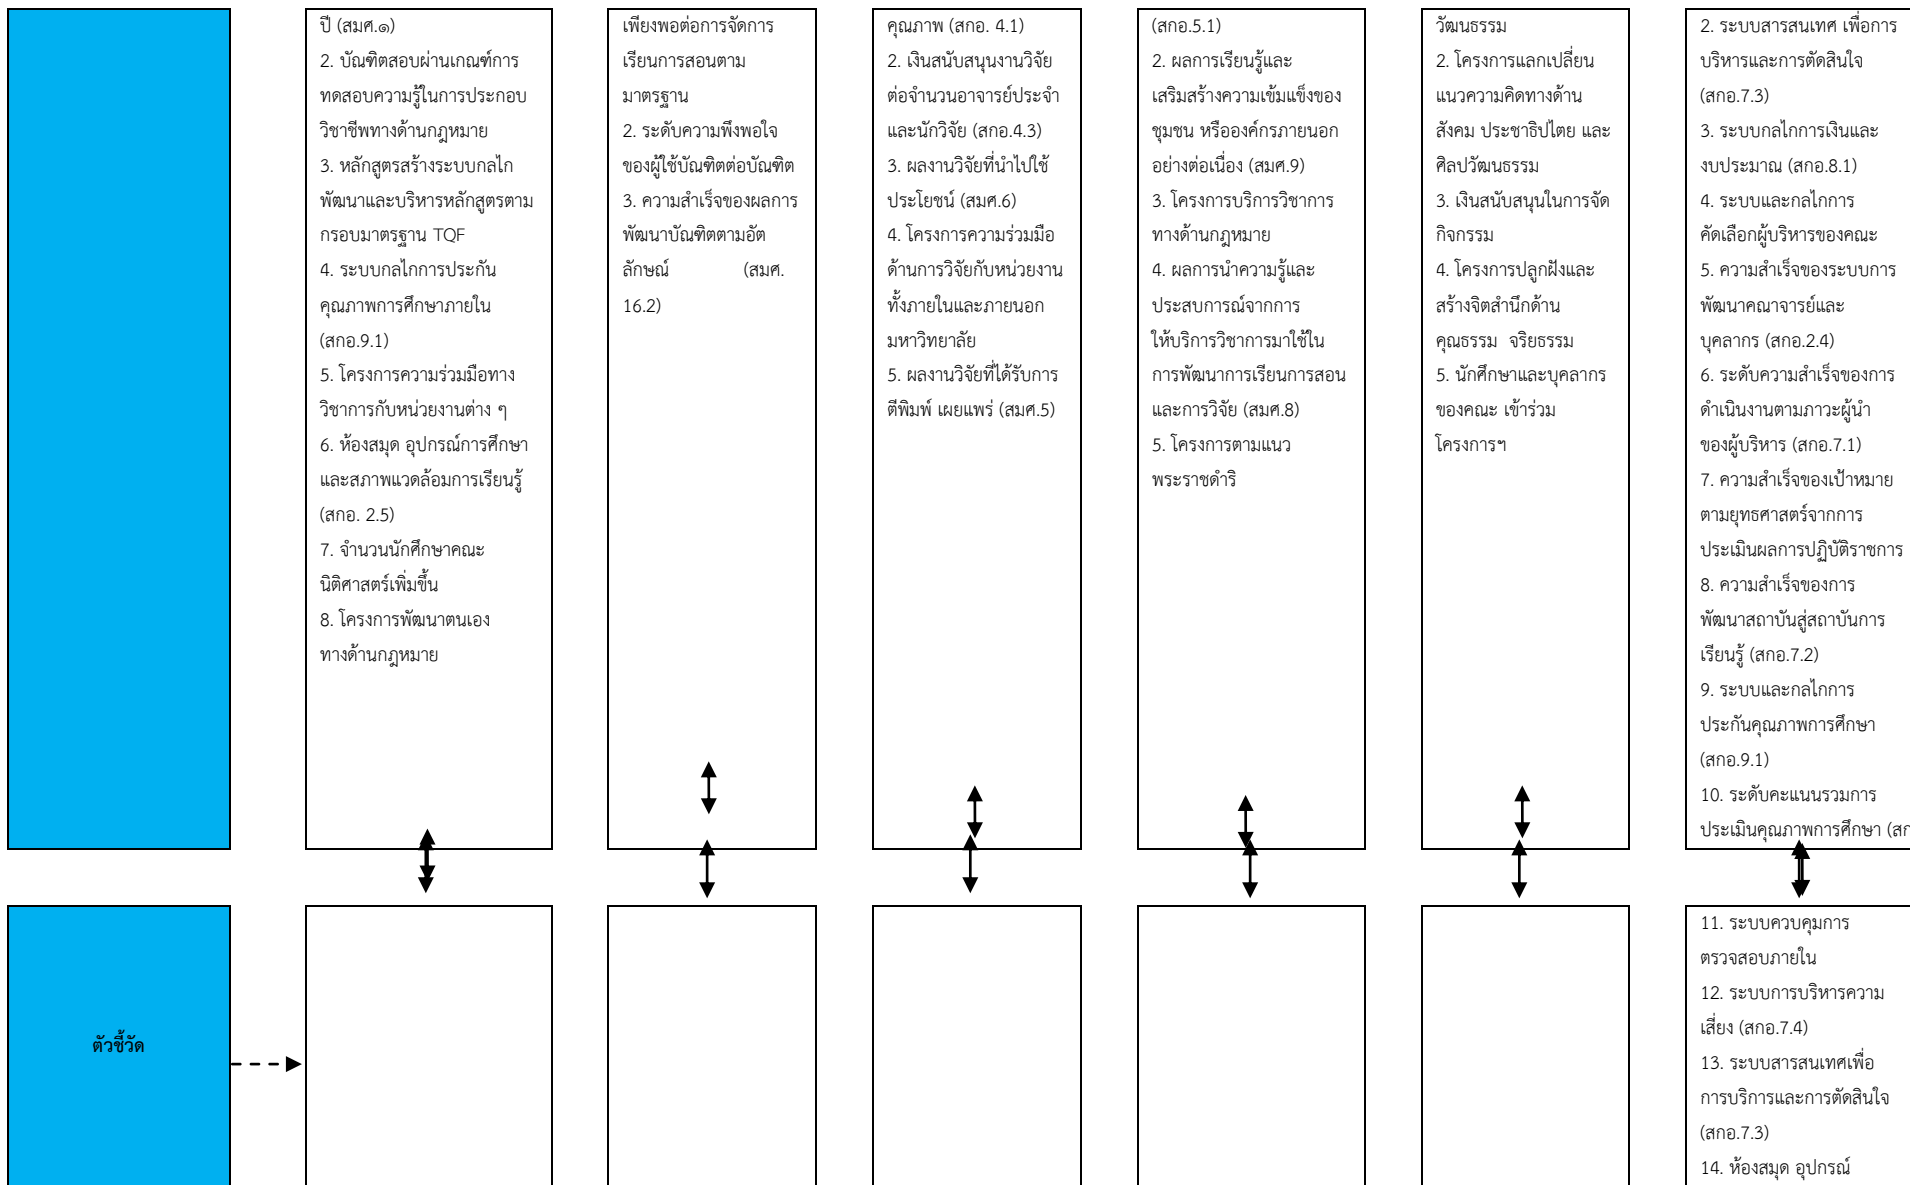 ปี (สมศ.๑)
2. บัณฑิตสอบผ่านเกณฑ์การ
ทดสอบความรู้ในการประกอบ
วิชาชีพทางด้านกฎหมาย
3. หลักสูตรสร้างระบบกลไก
พัฒนาและบริหารหลักสูตรตาม
กรอบมาตรฐาน TQF
4. ระบบกลไกการประกัน
คุณภาพการศึกษาภายใน
(สกอ.9.1)
5. โครงการความร่วมมือทาง
วิชาการกับหน่วยงานต่าง ๆ
6. ห้องสมุด อุปกรณ์การศึกษา
และสภาพแวดล้อมการเรียนรู้
(สกอ. 2.5)
7. จำนวนนักศึกษาคณะ
นิติศาสตร์เพิ่มขึ้น
8. โครงการพัฒนาตนเอง
ทางด้านกฎหมาย
เพียงพอต่อการจัดการ
เรียนการสอนตาม
มาตรฐาน
2. ระดับความพึงพอใจ
ของผู้ใช้บัณฑิตต่อบัณฑิต
3. ความสำเร็จของผลการ
พัฒนาบัณฑิตตามอัต
ลักษณ์ (สมศ.
16.2)
คุณภาพ (สกอ. 4.1)
2. เงินสนับสนุนงานวิจัย
ต่อจำนวนอาจารย์ประจำ
และนักวิจัย (สกอ.4.3)
3. ผลงานวิจัยที่นำไปใช้
ประโยชน์ (สมศ.6)
4. โครงการความร่วมมือ
ด้านการวิจัยกับหน่วยงาน
ทั้งภายในและภายนอก
มหาวิทยาลัย
5. ผลงานวิจัยที่ได้รับการ
ตีพิมพ์ เผยแพร่ (สมศ.5)
(สกอ.5.1)
2. ผลการเรียนรู้และ
เสริมสร้างความเข้มแข็งของ
ชุมชน หรือองค์กรภายนอก
อย่างต่อเนื่อง (สมศ.9)
3. โครงการบริการวิชาการ
ทางด้านกฎหมาย
4. ผลการนำความรู้และ
ประสบการณ์จากการ
ให้บริการวิชาการมาใช้ใน
การพัฒนาการเรียนการสอน
และการวิจัย (สมศ.8)
5. โครงการตามแนว
พระราชดำริ
วัฒนธรรม
2. โครงการแลกเปลี่ยน
แนวความคิดทางด้าน
สังคม ประชาธิปไตย และ
ศิลปวัฒนธรรม
3. เงินสนับสนุนในการจัด
กิจกรรม
4. โครงการปลูกฝังและ
สร้างจิตสำนึกด้าน
คุณธรรม จริยธรรม
5. นักศึกษาและบุคลากร
ของคณะ เข้าร่วม
โครงการฯ
2. ระบบสารสนเทศ เพื่อการ
บริหารและการตัดสินใจ
(สกอ.7.3)
3. ระบบกลไกการเงินและ
งบประมาณ (สกอ.8.1)
4. ระบบและกลไกการ
คัดเลือกผู้บริหารของคณะ
5. ความสำเร็จของระบบการ
พัฒนาคณาจารย์และ
บุคลากร (สกอ.2.4)
6. ระดับความสำเร็จของการ
ดำเนินงานตามภาวะผู้นำ
ของผู้บริหาร (สกอ.7.1)
7. ความสำเร็จของเป้าหมาย
ตามยุทธศาสตร์จากการ
ประเมินผลการปฏิบัติราชการ
8. ความสำเร็จของการ
พัฒนาสถาบันสู่สถาบันการ
เรียนรู้ (สกอ.7.2)
9. ระบบและกลไกการ
ประกันคุณภาพการศึกษา
(สกอ.9.1)
10. ระดับคะแนนรวมการ
ประเมินคุณภาพการศึกษา
ตัวชี้วัด
11. ระบบควบคุมการ
ตรวจสอบภายใน
12. ระบบการบริหารความ
เสี่ยง (สกอ.7.4)
13. ระบบสารสนเทศเพื่อ
การบริการและการตัดสินใจ
(สกอ.7.3)
14. ห้องสมุด อุปกรณ์